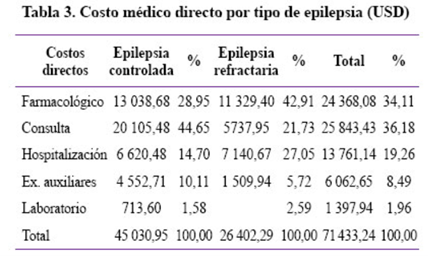 Tabla 3. Costo médico directo por tipo de epilepsia (USD)
Costos directos Epilepsia controlada % Epilepsia refractaria % Total %
Farmacológico 13 038,68 28,95 11 329,40 42,91 24 368,08 34,11
Consulta 20 105,48 44,65 5737,95 21,73 25 843,43 36,18
Hospitalización 6 620,48 14,70 7 140,67 27,05 13 761,14 19,26
Ex. auxiliares 4 552,71 10,11 1 509,94 5,72 6 062,65 8,49
Laboratorio 713,60 1,58 2,59 1 397,94 1,96
Total 45 030,95 100,00 26 402,29 100,00 71 433,24 100,00